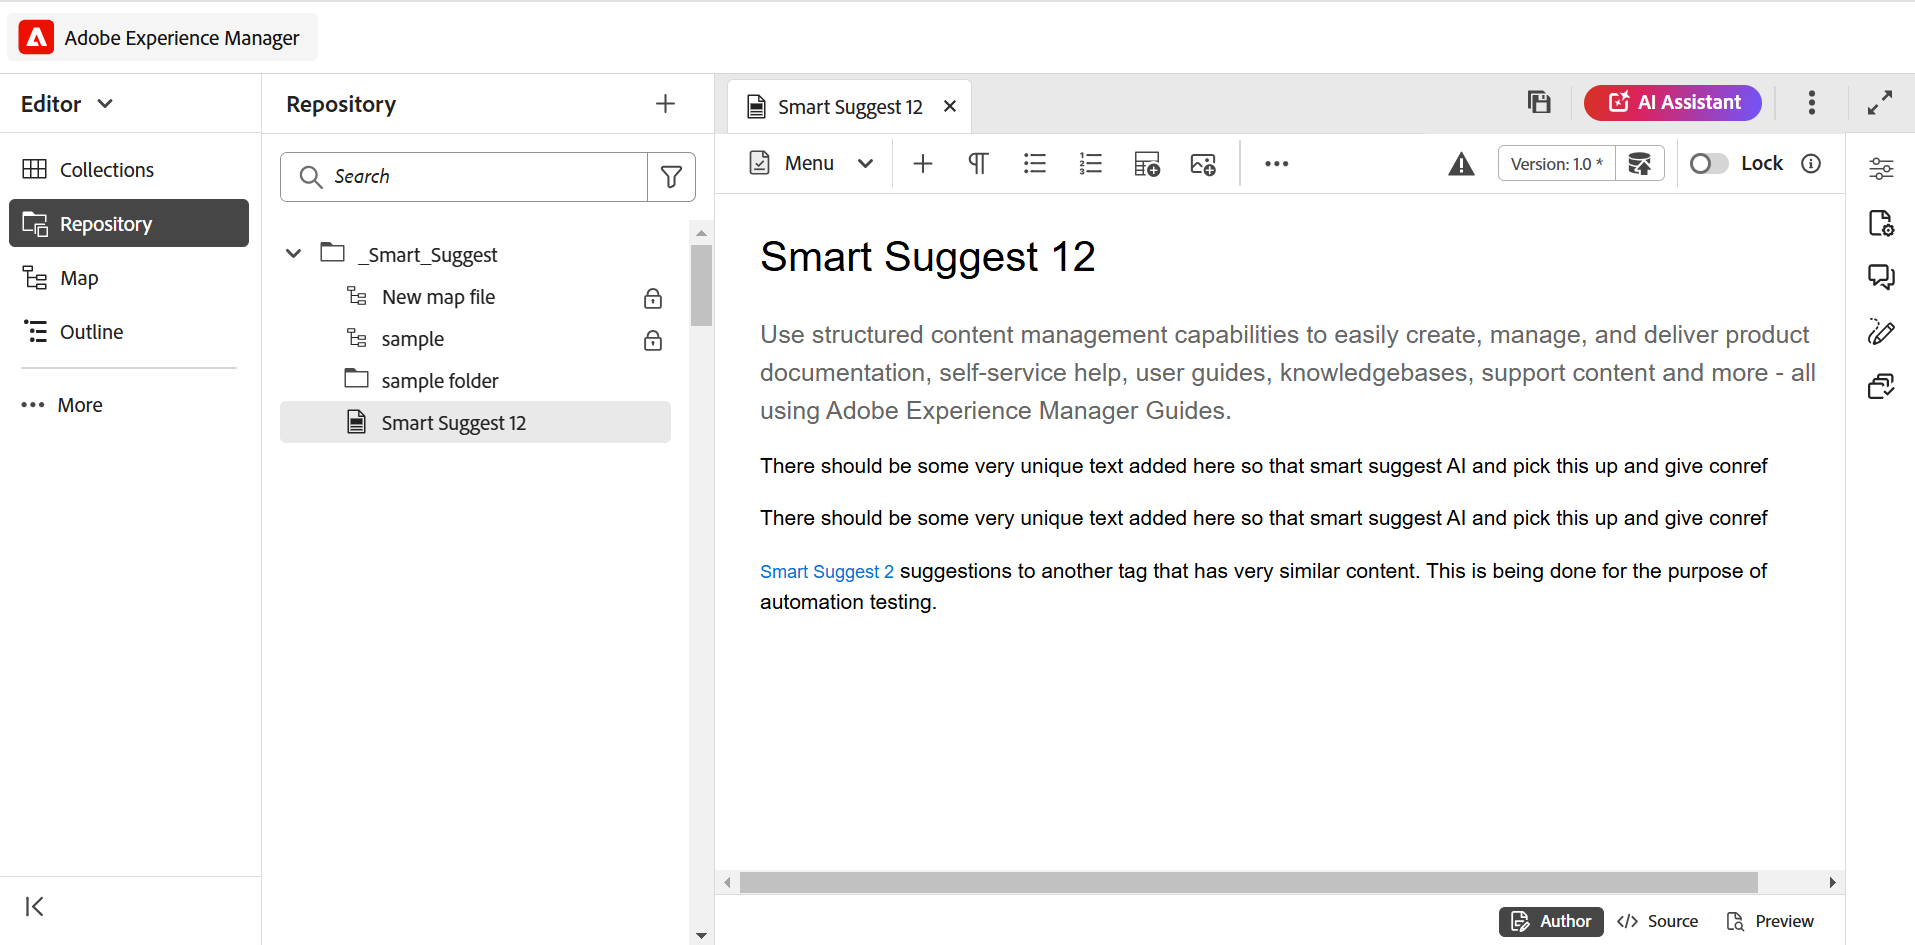 Adobe Experience Manager
Editor
Collections
Repository
Map
Outline
More
Repository
Search
_Smart_Suggest
New map file
sample
sample folder
Smart Suggest 12
Smart Suggest 12
AI Assistant
Menu
Version: 1.0 *
Lock
Smart Suggest 12
Use structured content management capabilities to easily create, manage, and deliver product
documentation, self-service help, user guides, knowledgebases, support content and more - all
using Adobe Experience Manager Guides.
There should be some very unique text added here so that smart suggest AI and pick this up and give conref
There should be some very unique text added here so that smart suggest AI and pick this up and give conref
Smart Suggest 2 suggestions to another tag that has very similar content. This is being done for the purpose of
automation testing.
Author
Source
Preview